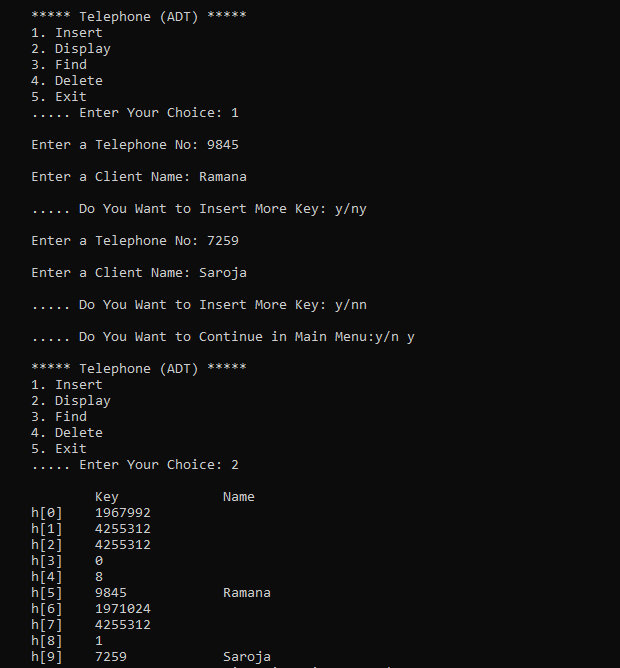 ***** Telephone (ADT) *****
1. Insert
2. Display
3. Find
4. Delete
5. Exit
..... Enter Your Choice: 1
Enter a Telephone No: 9845
Enter a Client Name: Ramana
..... Do You Want to Insert More Key: y/ny
Enter a Telephone No: 7259
Enter a Client Name: Saroja
..... Do You Want to Insert More Key: y/nn
..... Do You Want to Continue in Main Menu:y/n y
***** Telephone (ADT) *****
1. Insert
2. Display
3. Find
4. Delete
5. Exit
..... Enter Your Choice: 2
Key Name
h[0] 1967992
h[1] 4255312
h[2] 4255312
h[3] 0
h[4] 8
h[5] 9845 Ramana
h[6] 1971024
h[7] 4255312
h[8] 1
h[9] 7259 Saroja